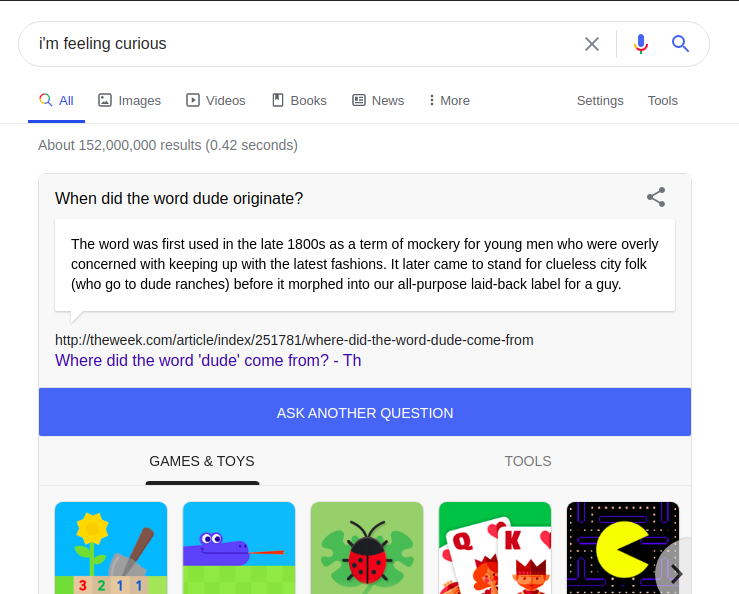 i'm feeling curious
All Images Videos Books News More Settings Tools
About 152,000,000 results (0.42 seconds)
When did the word dude originate?
The word was first used in the late 1800s as a term of mockery for young men who were overly
concerned with keeping up with the latest fashions. It later came to stand for clueless city folk
(who go to dude ranches) before it morphed into our all-purpose laid-back label for a guy.
http://theweek.com/article/index/251781/where-did-the-word-dude-come-from
Where did the word 'dude' come from? - Th
ASK ANOTHER QUESTION
GAMES & TOYS TOOLS
Q K
3 2 1 1